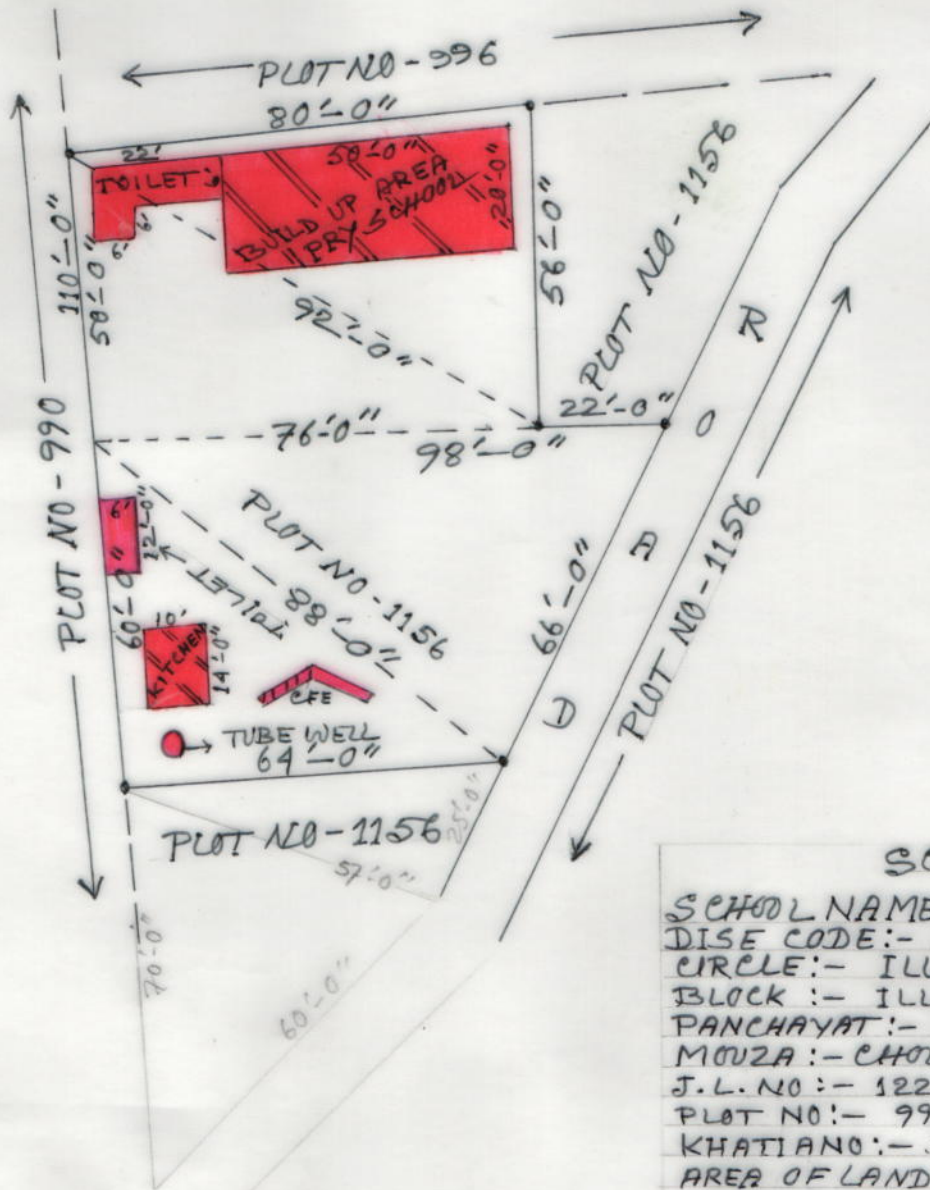 PLOT NO-996
80'-0"
22'
TOILET
50'-0"
BUILD UP AREA
PRY SCHOOL
20'-0"
6'
6'
110'-0"
50'-0"
92'-0"
56'-0"
PLOT NO-1156
22'-0"
76'-0"
98'-0"
PLOT NO-990
R
O
D
D
6'
12'-0"
TOILET
PLOT NO-1156
88'-0"
66'-0"
PLOT NO-1156
60'-0"
10'
KITCHEN
14'-0"
CFE
TUBE WELL
64'-0"
PLOT NO-1156
25'-0"
57'-0"
70'-0"
60'-0"
SC
SCHOOL NAME
DISE CODE:-
CIRCLE:- ILL
BLOCK :- ILL
PANCHAYAT:-
MOUZA:- CHOU
J.L.NO:- 122
PLOT NO:- 99
KHATIANO:-
AREA OF LAND